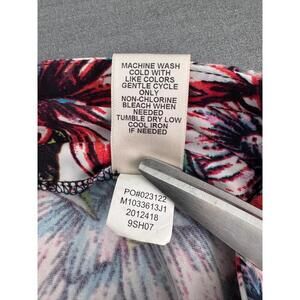 MACHINE WASH
COLD WITH
LIKE COLORS
GENTLE CYCLE
ONLY
NON-CHLORINE
BLEACH WHEN
NEEDED
TUMBLE DRY LOW
COOL IRON
IF NEEDED
PO#023122
M1033613J1
2012418
9SH07